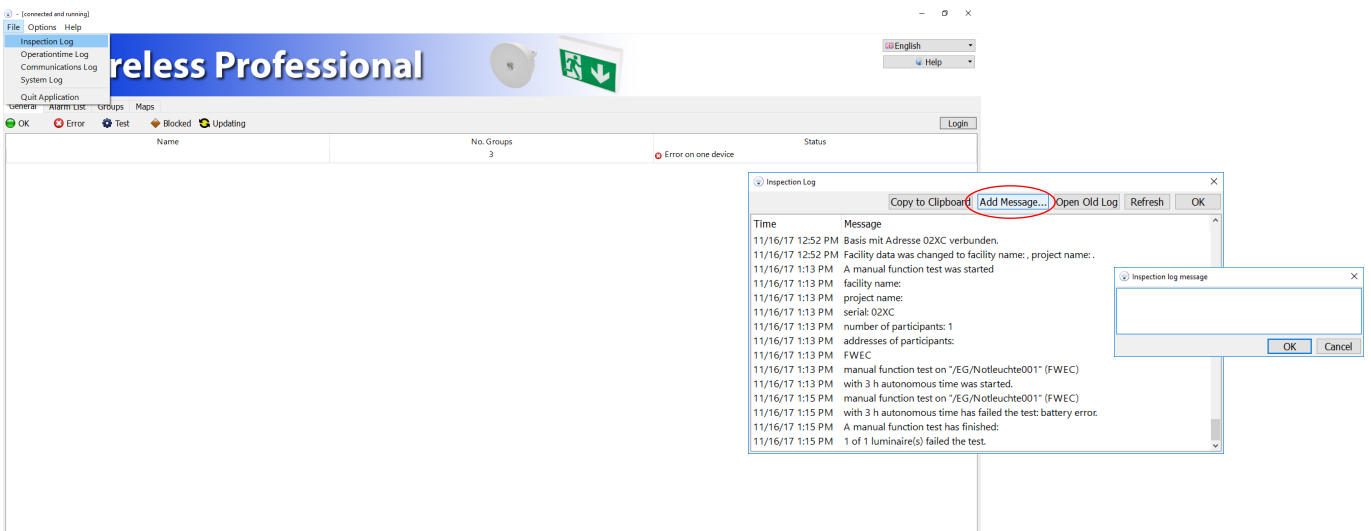 - [connected and running]
File Options Help
Inspection Log
Operationtime Log
Communications Log
System Log
Quit Application
reless Professional
English
Help
General Alarm List Groups Maps
OK Error Test Blocked Updating
Login
Name No. Groups Status
3 Error on one device
Inspection Log
Copy to Clipboard Add Message... Open Old Log Refresh OK
Time Message
11/16/17 12:52 PM Basis mit Adresse 02XC verbunden.
11/16/17 12:52 PM Facility data was changed to facility name: , project name: .
11/16/17 1:13 PM A manual function test was started
11/16/17 1:13 PM facility name:
11/16/17 1:13 PM project name:
11/16/17 1:13 PM serial: 02XC
11/16/17 1:13 PM number of participants: 1
11/16/17 1:13 PM addresses of participants:
11/16/17 1:13 PM FWEC
11/16/17 1:13 PM manual function test on "/EG/Notleuchte001" (FWEC)
11/16/17 1:13 PM with 3 h autonomous time was started.
11/16/17 1:15 PM manual function test on "/EG/Notleuchte001" (FWEC)
11/16/17 1:15 PM with 3 h autonomous time has failed the test: battery error.
11/16/17 1:15 PM A manual function test has finished:
11/16/17 1:15 PM 1 of 1 luminaire(s) failed the test.
Inspection log message
OK Cancel